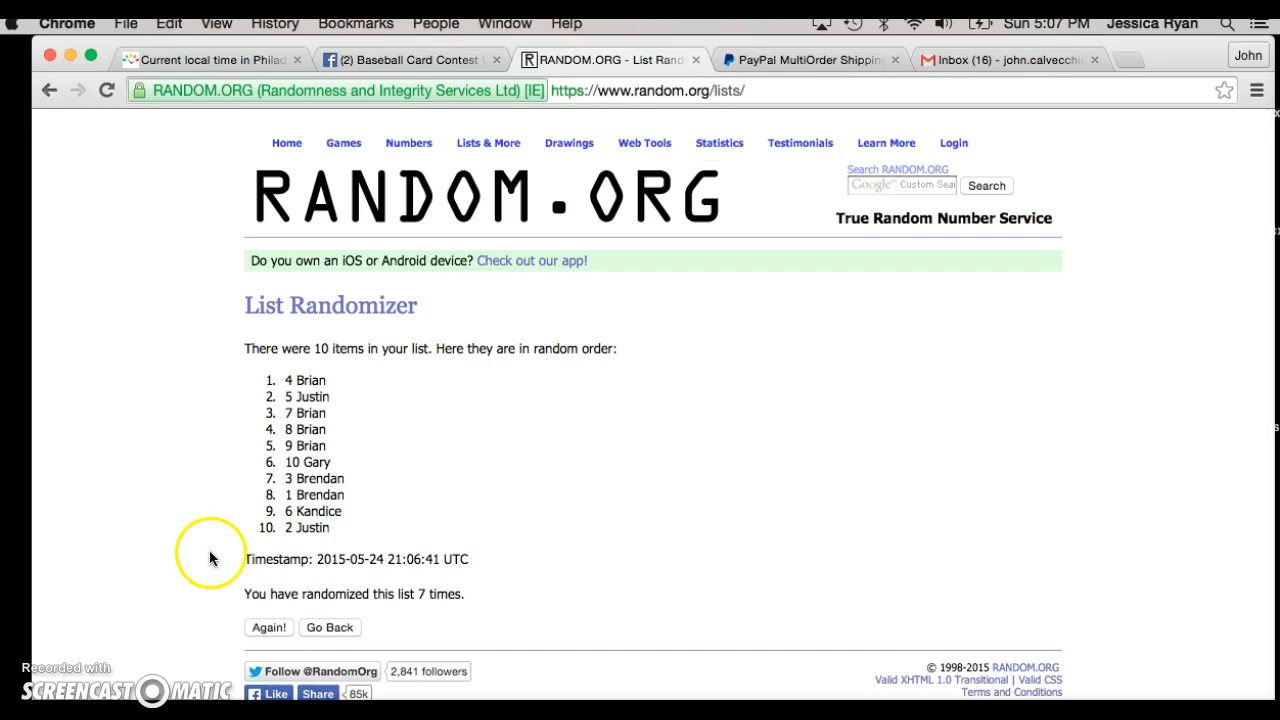 Chrome File Edit View History Bookmarks People Window Help Sun 5:07 PM Jessica Ryan
Current local time in Philad (2) Baseball Card Contest RANDOM.ORG - List Rand PayPal MultiOrder Shipping Inbox (16) - john.calvecchi John
RANDOM.ORG (Randomness and Integrity Services Ltd) [IE] https://www.random.org/lists/
Home Games Numbers Lists & More Drawings Web Tools Statistics Testimonials Learn More Login
Search RANDOM.ORG
Google™ Custom Sear Search
RANDOM.ORG
True Random Number Service
Do you own an iOS or Android device? Check out our app!
List Randomizer
There were 10 items in your list. Here they are in random order:
1. 4 Brian
2. 5 Justin
3. 7 Brian
4. 8 Brian
5. 9 Brian
6. 10 Gary
7. 3 Brendan
8. 1 Brendan
9. 6 Kandice
10. 2 Justin
Timestamp: 2015-05-24 21:06:41 UTC
You have randomized this list 7 times.
Again! Go Back
Follow @RandomOrg 2,841 followers
Like Share 85k
© 1998-2015 RANDOM.ORG
Valid XHTML 1.0 Transitional | Valid CSS
Terms and Conditions
Recorded with
SCREENCAST-O-MATIC